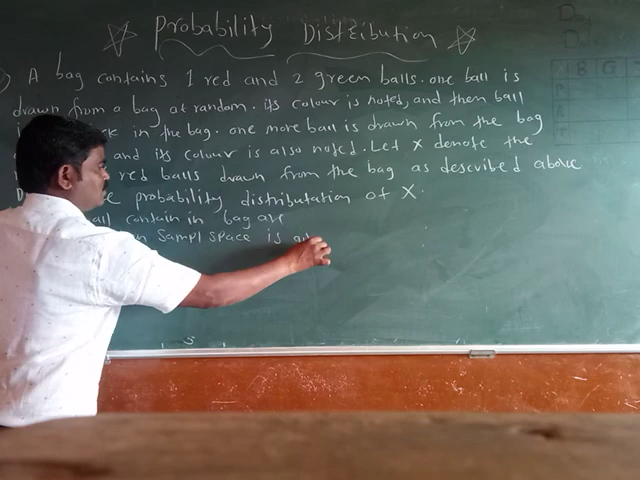 Probability Distribution
A bag contains 1 red and 2 green balls. one ball is
drawn from a bag at random. its colour is noted, and then ball
in the bag. one more ball is drawn from the bag
and its colour is also noted. Let X denote the
red balls drawn from the bag as described above
probability distributation of X.
contain in bag are
Sampl space is
B G